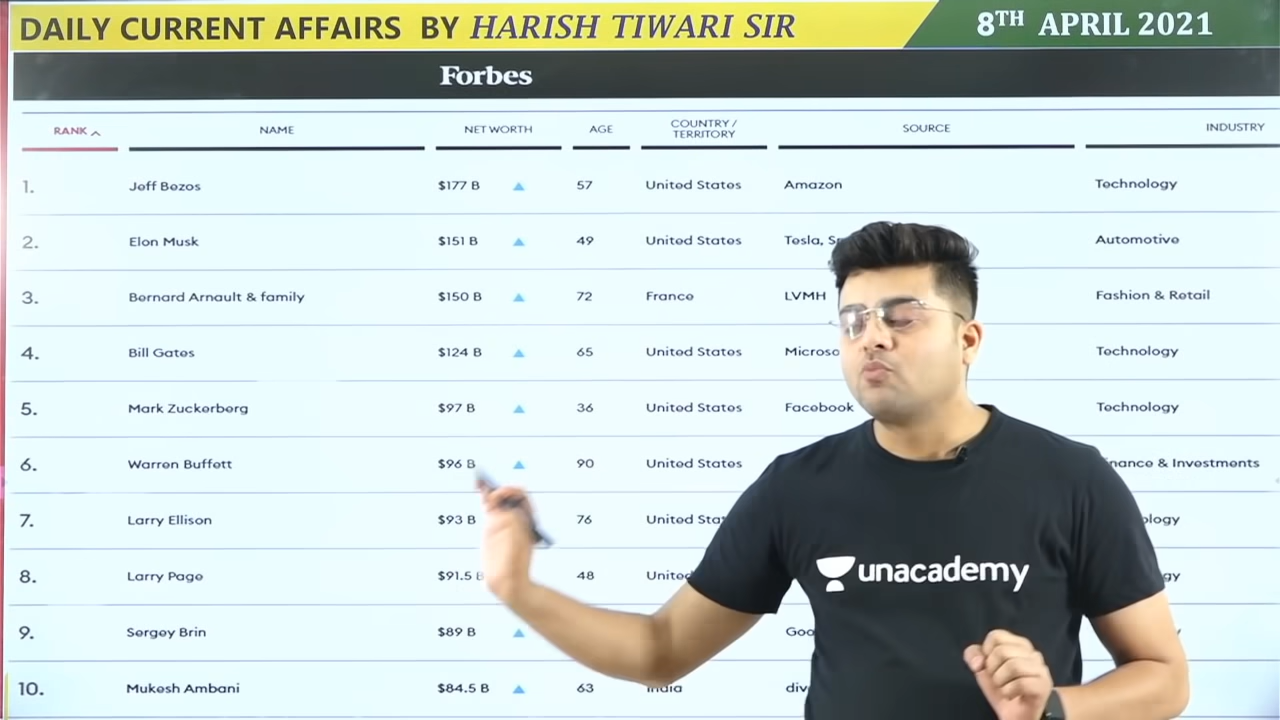 DAILY CURRENT AFFAIRS BY HARISH TIWARI SIR 8TH APRIL 2021
Forbes
RANK NAME NET WORTH AGE COUNTRY / TERRITORY SOURCE INDUSTRY
1. Jeff Bezos $177 B 57 United States Amazon Technology
2. Elon Musk $151 B 49 United States Tesla, Automotive
3. Bernard Arnault & family $150 B 72 France LVMH Fashion & Retail
4. Bill Gates $124 B 65 United States Technology
5. Mark Zuckerberg $97 B 36 United States Facebook Technology
6. Warren Buffett $96 B 90 United States & Investments
7. Larry Ellison $93 B 76 United
8. Larry Page $91.5 48
9. Sergey Brin $89 B
10. Mukesh Ambani $84.5 B 63 India
unacademy